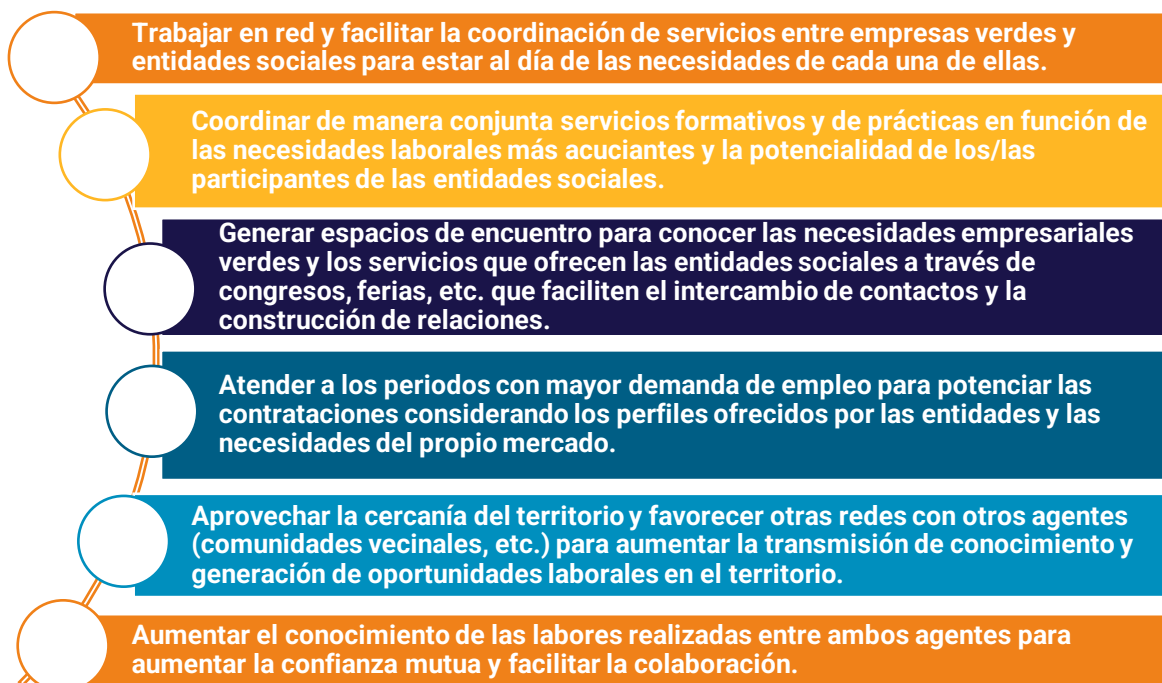 Trabajar en red y facilitar la coordinación de servicios entre empresas verdes y
entidades sociales para estar al día de las necesidades de cada una de ellas.
Coordinar de manera conjunta servicios formativos y de prácticas en función de
las necesidades laborales más acuciantes y la potencialidad de los/las
participantes de las entidades sociales.
Generar espacios de encuentro para conocer las necesidades empresariales
verdes y los servicios que ofrecen las entidades sociales a través de
congresos, ferias, etc. que faciliten el intercambio de contactos y la
construcción de relaciones.
Atender a los periodos con mayor demanda de empleo para potenciar las
contrataciones considerando los perfiles ofrecidos por las entidades y las
necesidades del propio mercado.
Aprovechar la cercanía del territorio y favorecer otras redes con otros agentes
(comunidades vecinales, etc.) para aumentar la transmisión de conocimiento y
generación de oportunidades laborales en el territorio.
Aumentar el conocimiento de las labores realizadas entre ambos agentes para
aumentar la confianza mutua y facilitar la colaboración.